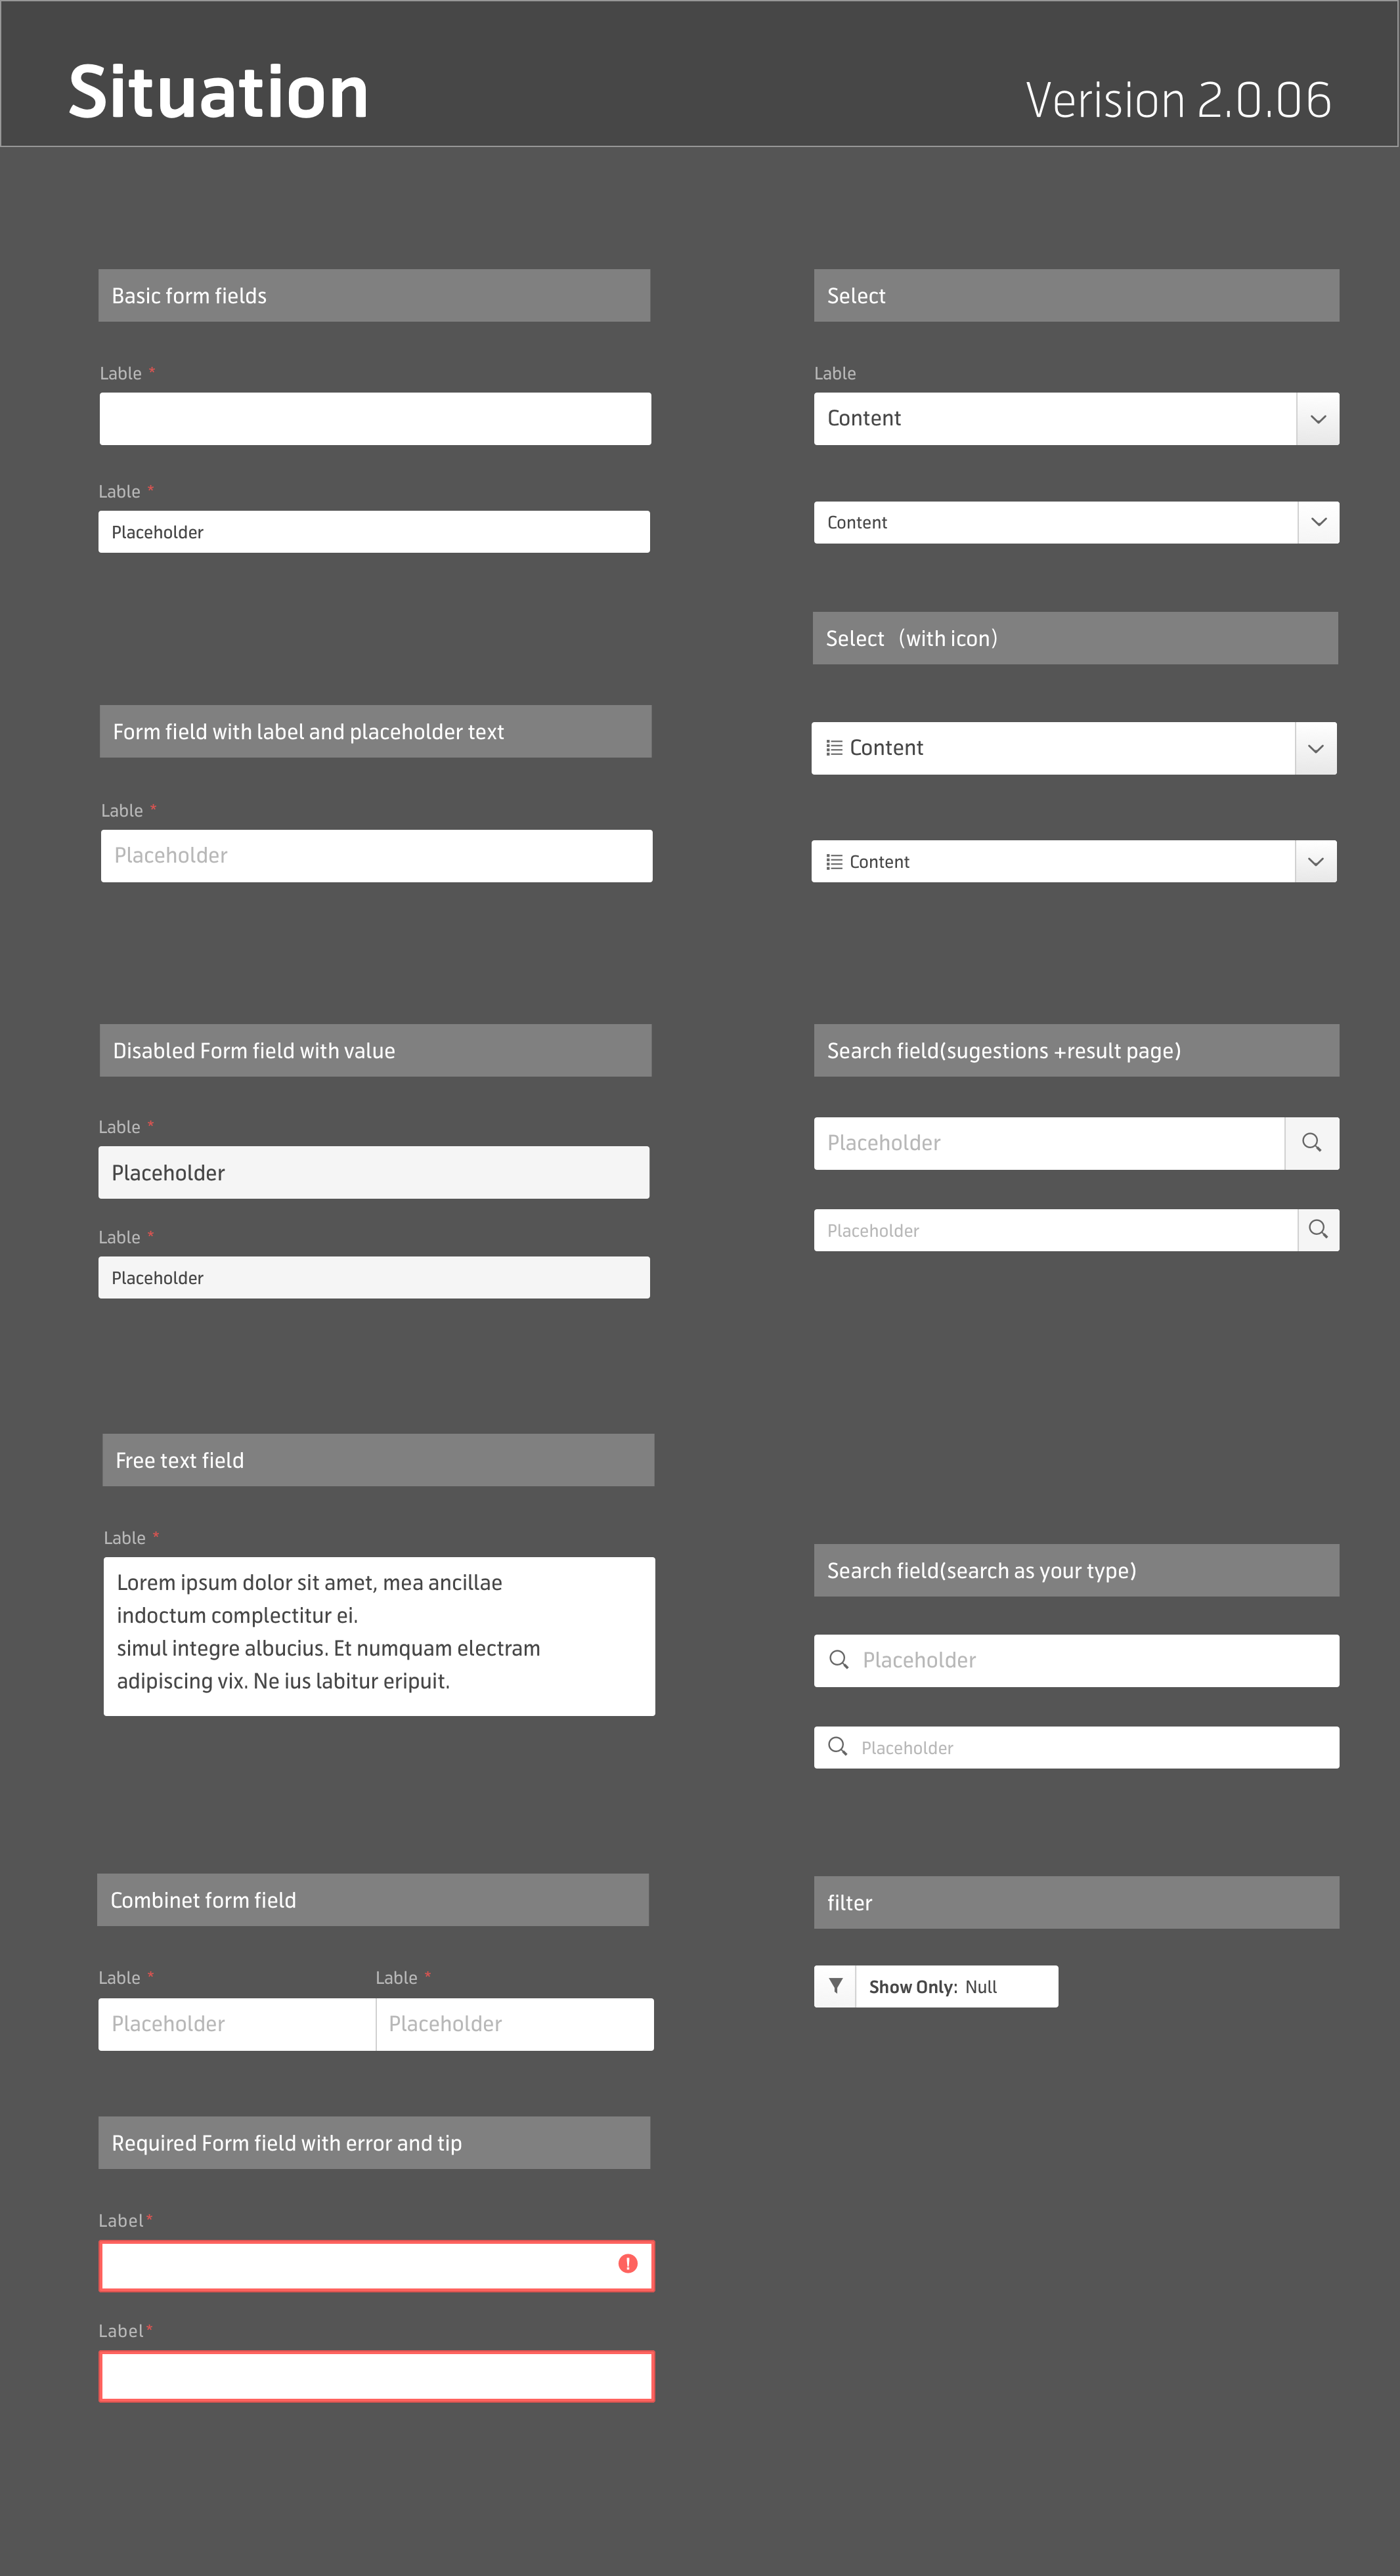 Situation
Verision 2.0.06
Basic form fields
Lable *
Lable *
Placeholder
Form field with label and placeholder text
Lable *
Placeholder
Disabled Form field with value
Lable *
Placeholder
Lable *
Placeholder
Free text field
Lable *
Lorem ipsum dolor sit amet, mea ancillae
indoctum complectitur ei.
simul integre albucius. Et numquam electram
adipiscing vix. Ne ius labitur eripuit.
Combinet form field
Lable * Lable *
Placeholder Placeholder
Required Form field with error and tip
Label*
Label*
Select
Lable
Content
Content
Select（with icon）
Content
Content
Search field(sugestions +result page)
Placeholder
Placeholder
Search field(search as your type)
Placeholder
Placeholder
filter
Show Only: Null